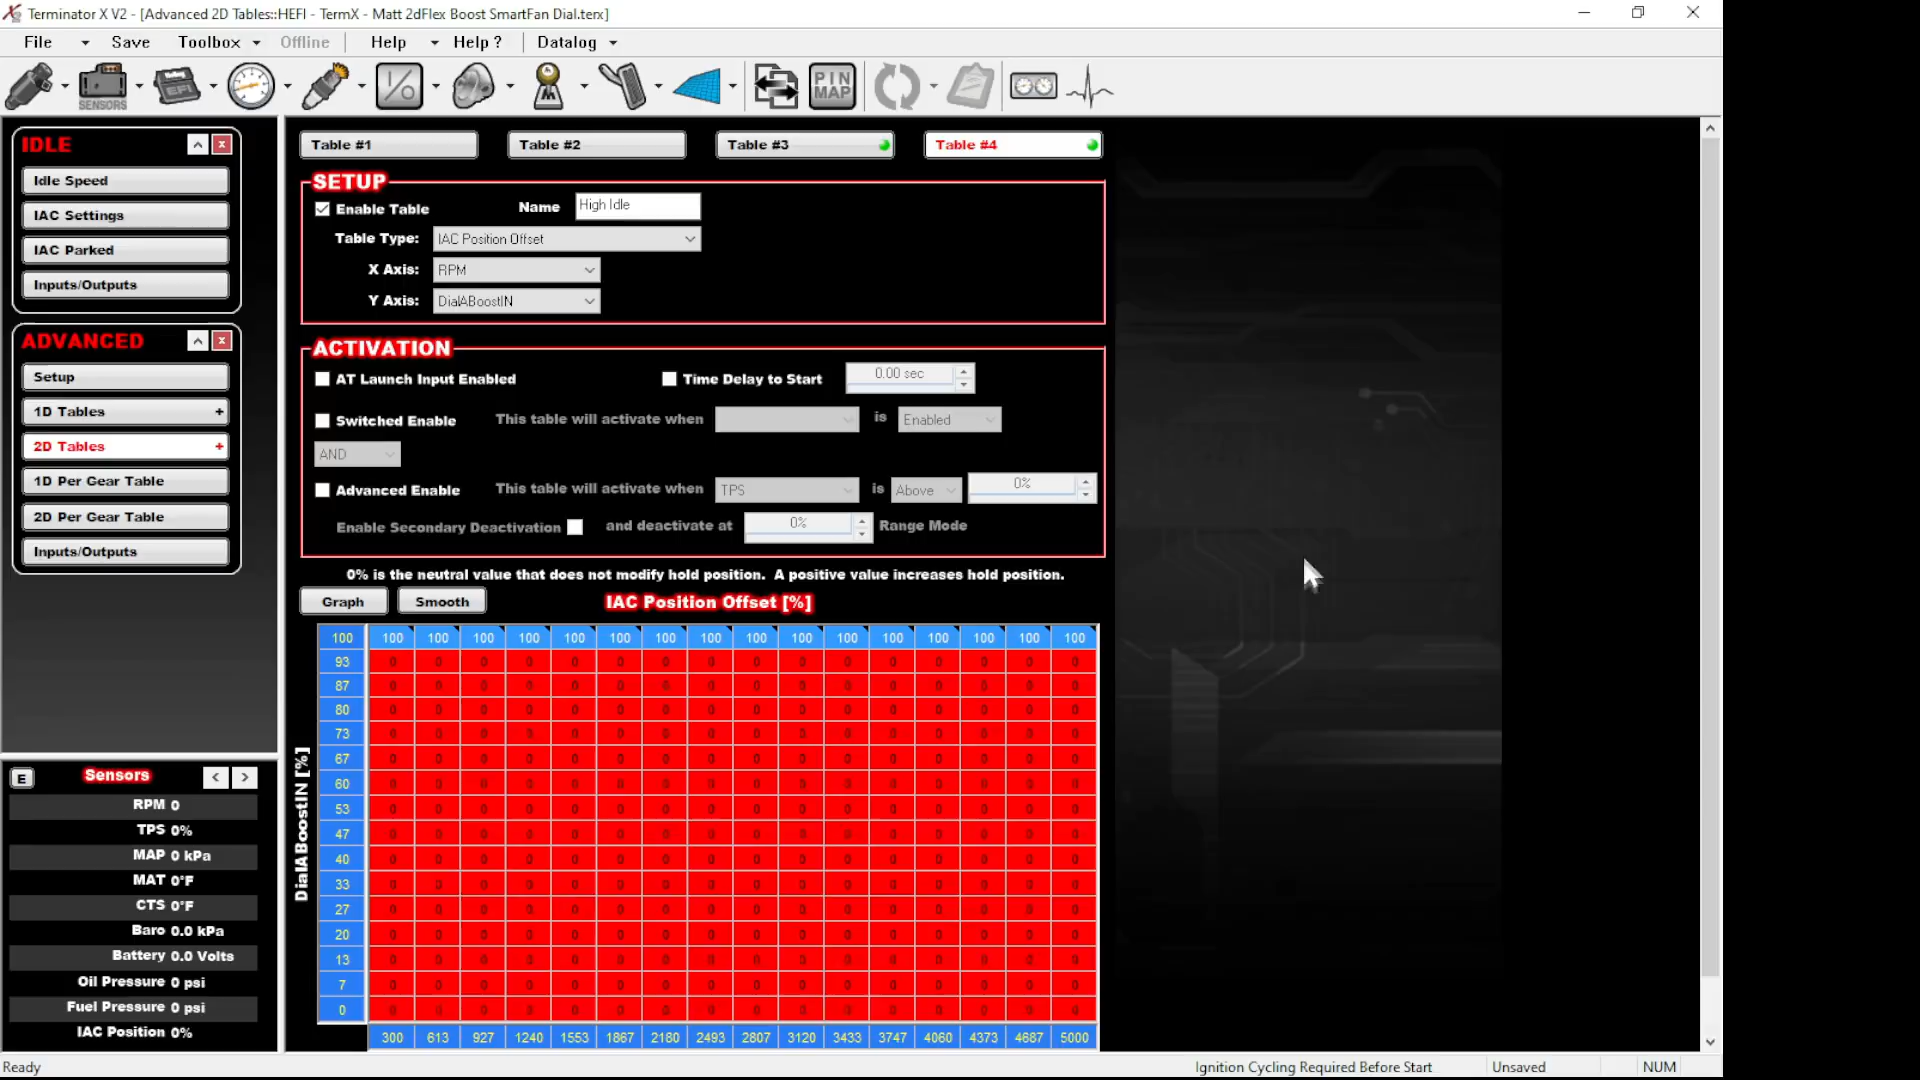 Terminator X V2 - [Advanced 2D Tables::HEFI - TermX - Matt 2dFlex Boost SmartFan Dial.terx]
File Save Toolbox Offline Help Help ? Datalog
SENSORS EFI PIN MAP
IDLE
Idle Speed
IAC Settings
IAC Parked
Inputs/Outputs
ADVANCED
Setup
1D Tables +
2D Tables +
1D Per Gear Table
2D Per Gear Table
Inputs/Outputs
E Sensors < >
RPM 0
TPS 0%
MAP 0 kPa
MAT 0°F
CTS 0°F
Baro 0.0 kPa
Battery 0.0 Volts
Oil Pressure 0 psi
Fuel Pressure 0 psi
IAC Position 0%
Table #1 Table #2 Table #3 Table #4
SETUP
Enable Table Name High Idle
Table Type: IAC Position Offset
X Axis: RPM
Y Axis: DialABoostIN
ACTIVATION
AT Launch Input Enabled Time Delay to Start 0.00 sec
Switched Enable This table will activate when is Enabled
AND
Advanced Enable This table will activate when TPS is Above 0%
Enable Secondary Deactivation and deactivate at 0% Range Mode
0% is the neutral value that does not modify hold position. A positive value increases hold position.
Graph Smooth IAC Position Offset [%]
DialABoostIN [%]
100 100 100 100 100 100 100 100 100 100 100 100 100 100 100 100 100
93 0 0 0 0 0 0 0 0 0 0 0 0 0 0 0 0
87 0 0 0 0 0 0 0 0 0 0 0 0 0 0 0 0
80 0 0 0 0 0 0 0 0 0 0 0 0 0 0 0 0
73 0 0 0 0 0 0 0 0 0 0 0 0 0 0 0 0
67 0 0 0 0 0 0 0 0 0 0 0 0 0 0 0 0
60 0 0 0 0 0 0 0 0 0 0 0 0 0 0 0 0
53 0 0 0 0 0 0 0 0 0 0 0 0 0 0 0 0
47 0 0 0 0 0 0 0 0 0 0 0 0 0 0 0 0
40 0 0 0 0 0 0 0 0 0 0 0 0 0 0 0 0
33 0 0 0 0 0 0 0 0 0 0 0 0 0 0 0 0
27 0 0 0 0 0 0 0 0 0 0 0 0 0 0 0 0
20 0 0 0 0 0 0 0 0 0 0 0 0 0 0 0 0
13 0 0 0 0 0 0 0 0 0 0 0 0 0 0 0 0
7 0 0 0 0 0 0 0 0 0 0 0 0 0 0 0 0
0 0 0 0 0 0 0 0 0 0 0 0 0 0 0 0 0
300 613 927 1240 1553 1867 2180 2493 2807 3120 3433 3747 4060 4373 4687 5000
Ready Ignition Cycling Required Before Start Unsaved NUM